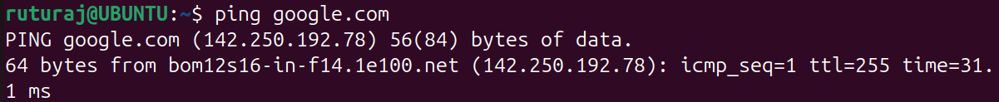 ruturaj@UBUNTU:~$ ping google.com
PING google.com (142.250.192.78) 56(84) bytes of data.
64 bytes from bom12s16-in-f14.1e100.net (142.250.192.78): icmp_seq=1 ttl=255 time=31.
1 ms